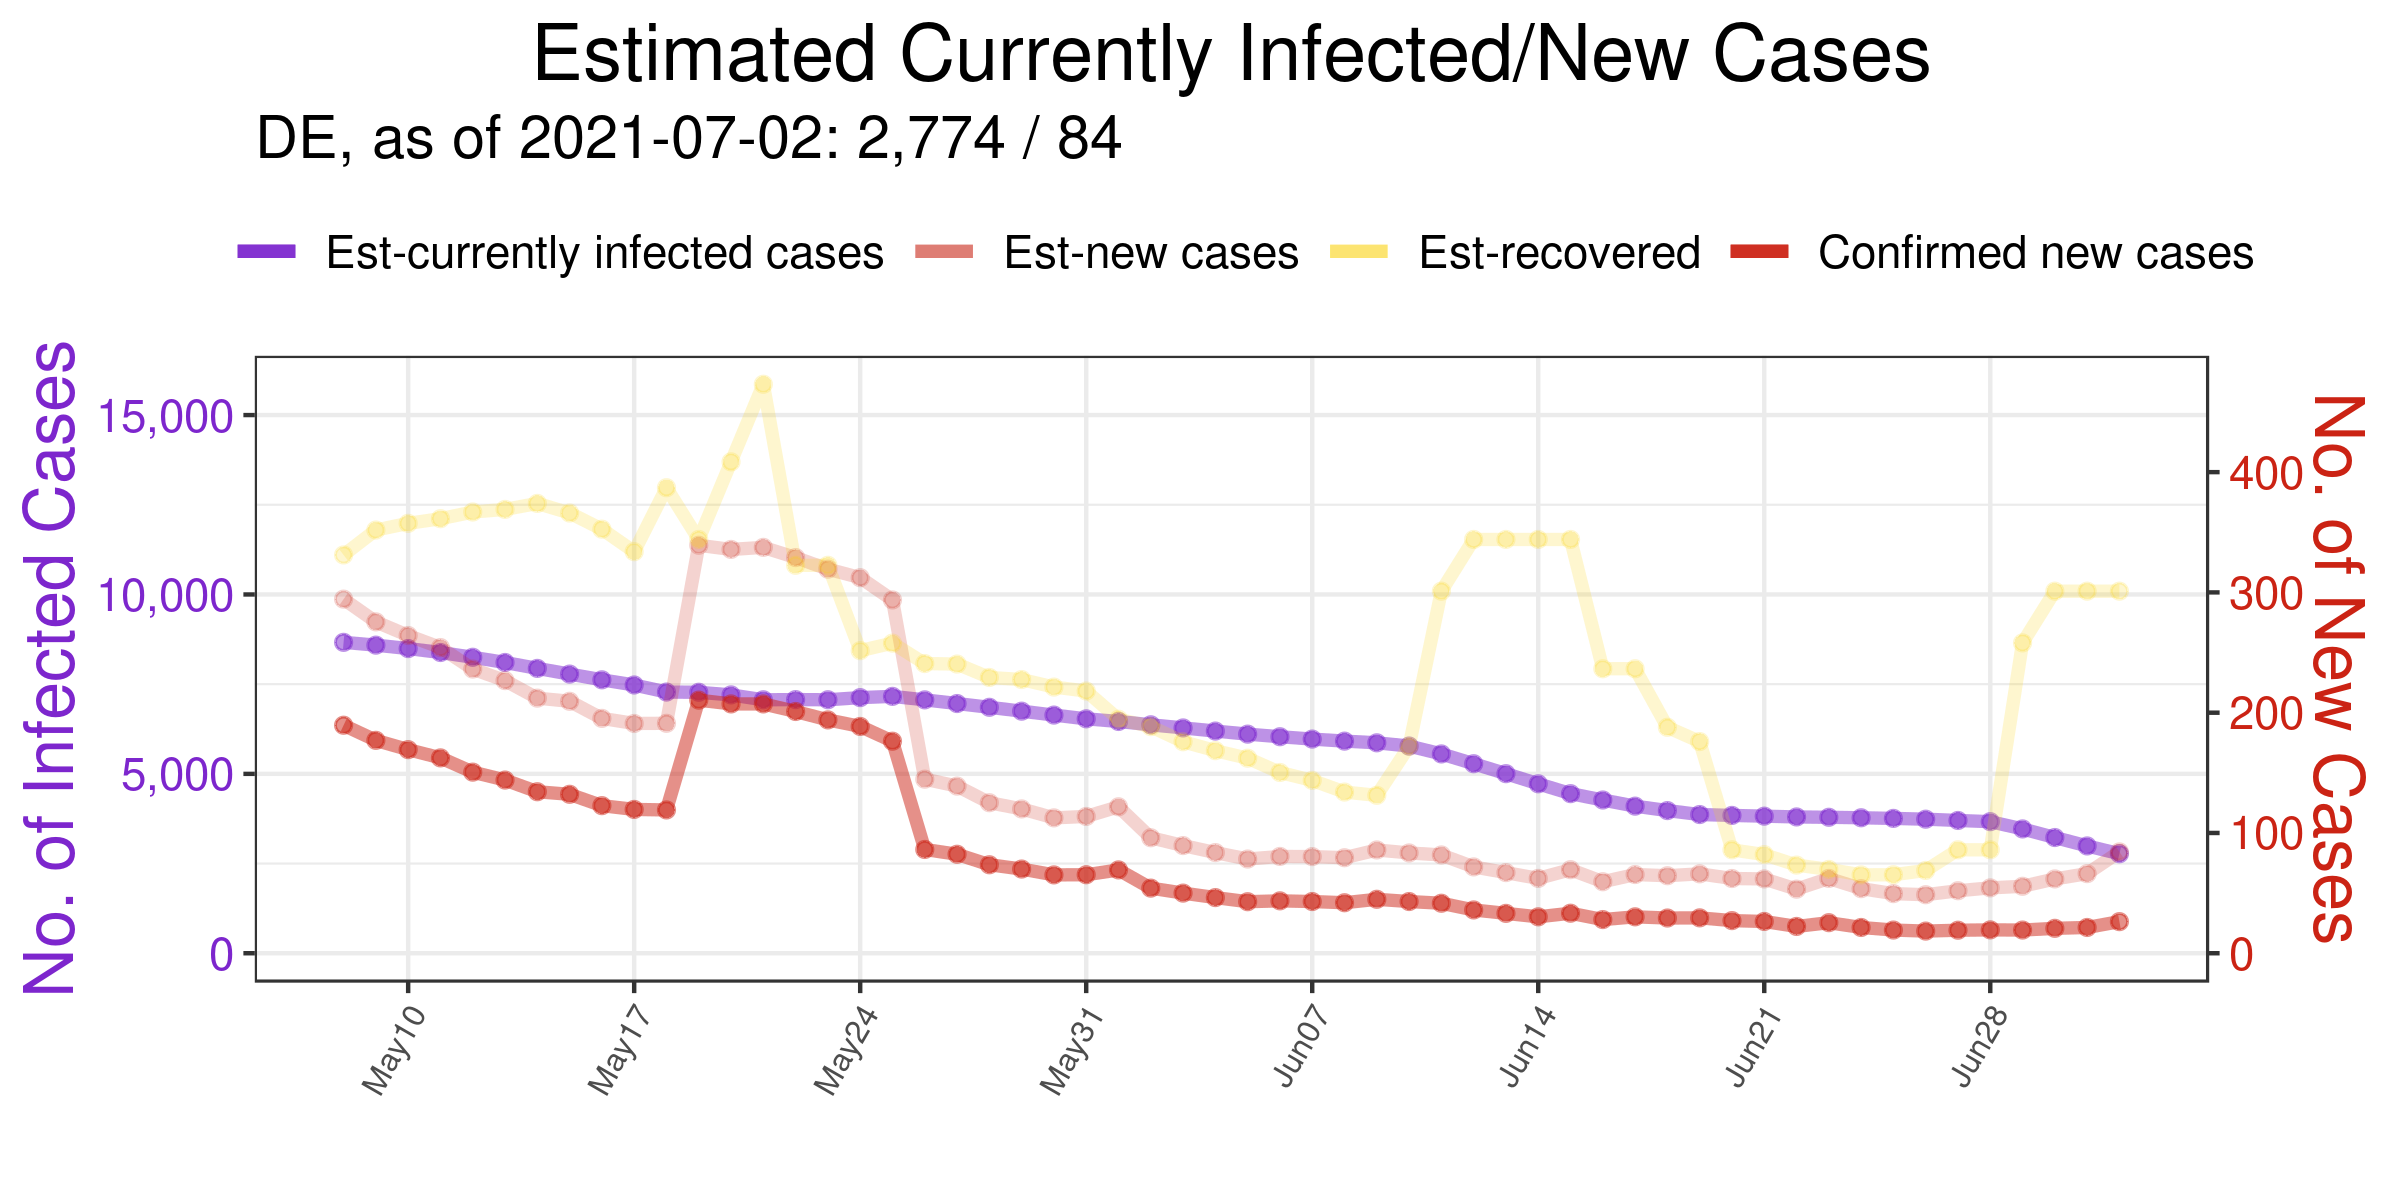 Estimated Currently Infected/New Cases
DE, as of 2021-07-02: 2,774 / 84
Est-currently infected cases Est-new cases Est-recovered Confirmed new cases
No. of Infected Cases
15,000
10,000
5,000
0
400
300
200
100
0
No. of New Cases
May10 May17 May24 May31 Jun07 Jun14 Jun21 Jun28